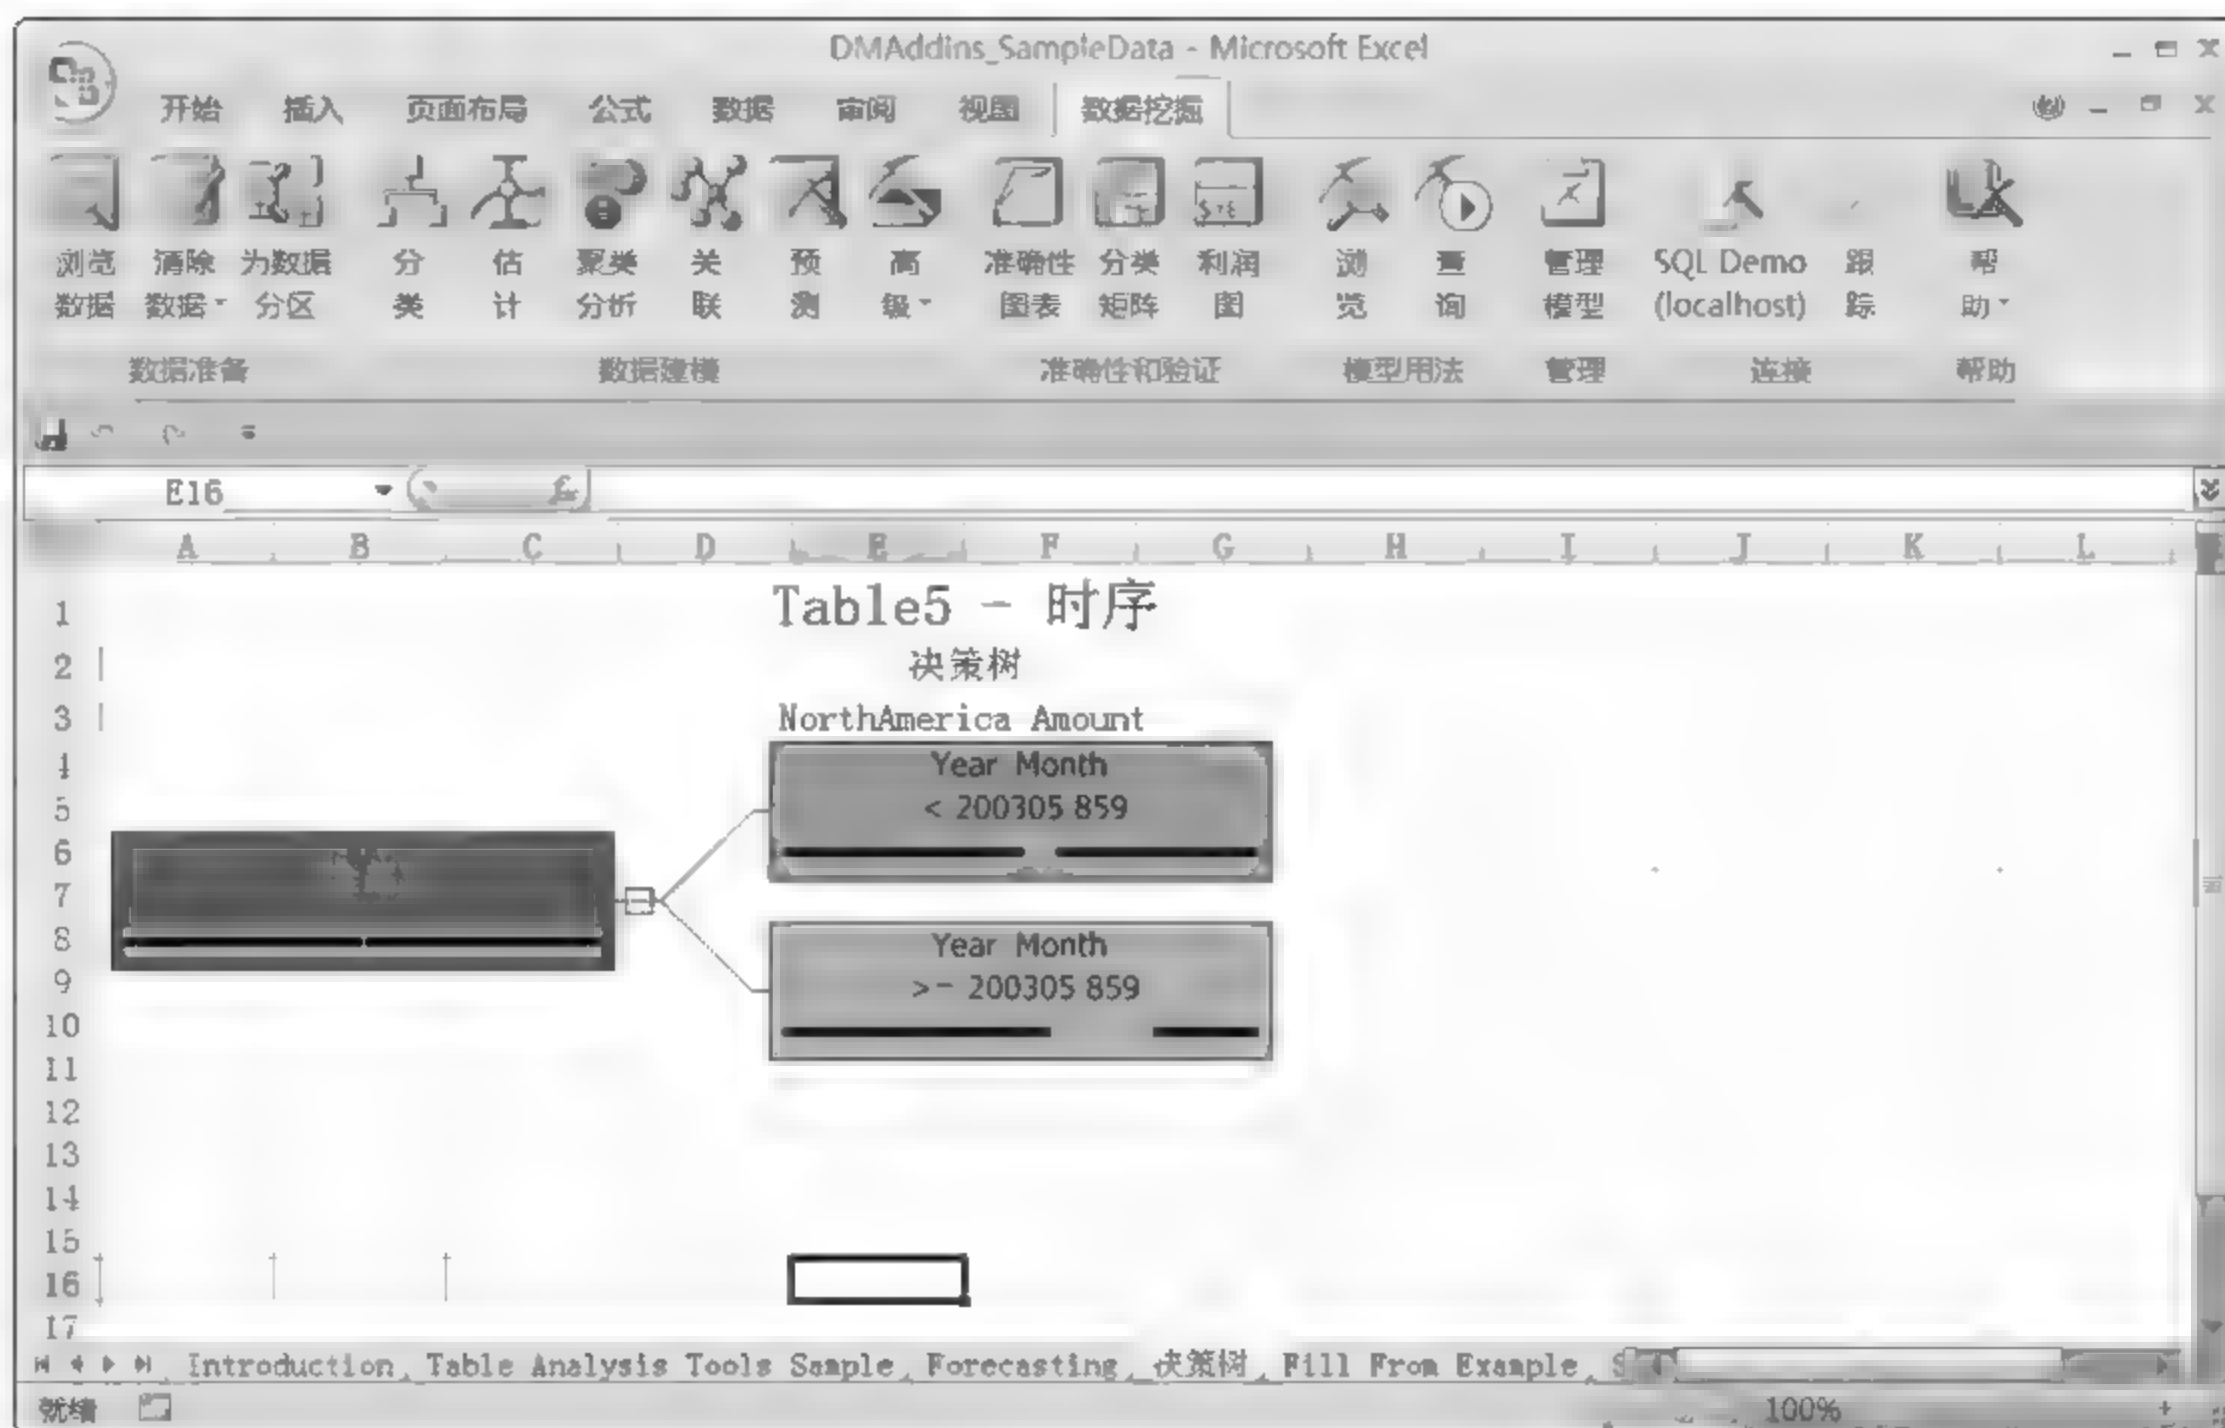 DMAddins_SampleData - Microsoft Excel
开始 插入 页面布局 公式 数据 审阅 视图 数据挖掘
浏览 清除 为数据 分 估 聚类 关 预 高 准确性 分类 利润 浏 查 管理 SQL Demo 跟 帮
数据 数据 分区 类 计 分析 联 测 级 图表 矩阵 图 览 询 模型 (localhost) 踪 助
数据准备 数据建模 准确性和验证 模型用法 管理 连接 帮助
E16 fx
A B C D E F G H I J K L
1 Table5 - 时序
2 决策树
3 NorthAmerica Amount
4 Year Month
5 < 200305 859
6
7
8 Year Month
9 >= 200305 859
10
11
12
13
14
15
16
17
Introduction Table Analysis Tools Sample Forecasting 决策树 Fill From Example S
就绪 100%